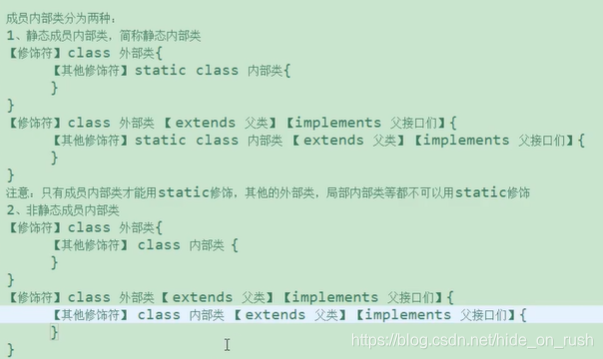 成员内部类分为两种:
1、静态成员内部类，简称静态内部类
【修饰符】class 外部类{
【其他修饰符】static class 内部类{
}
}
【修饰符】class 外部类 【 extends 父类】【implements 父接口们】{
【其他修饰符】static class 内部类 【 extends 父类】【implements 父接口们】{
}
}
注意: 只有成员内部类才能用static修饰，其他的外部类，局部内部类等都不可以用static修饰
2、非静态成员内部类
【修饰符】class 外部类{
【其他修饰符】 class 内部类 {
}
}
【修饰符】class 外部类【 extends 父类】【implements 父接口们】{
【其他修饰符】 class 内部类 【 extends 父类】【implements 父接口们】{
}
}
https://blog.csdn.net/hide_on_rush